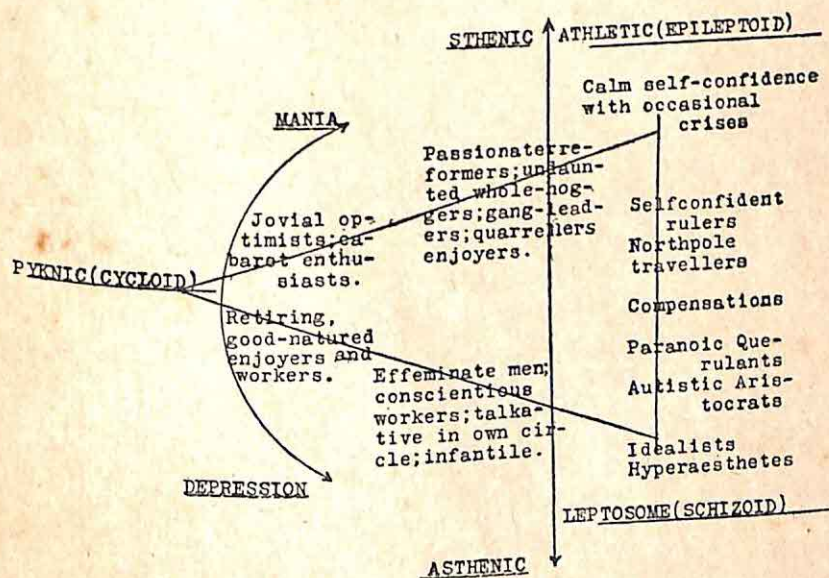 STHENIC
ATHLETIC(EPILEPTOID)
Calm self-confidence
with occasional
crises
MANIA
Passionaterre-
formers;undaun-
ted whole-hog-
gers;gang-lead-
ers;quarrellers
enjoyers.
Jovial op-
timists;ca-
barot enthu-
siasts.
Selfconfident
rulers
Northpole
travellers
PYKNIC(CYCLOID)
Compensations
Retiring,
good-natured
enjoyers and
workers.
Paranoic Que-
rulants
Autistic Aris-
tocrats
Effeminate men;
conscientious
workers;talka-
tive in own cir-
cle;infantile.
Idealists
Hyperaesthetes
DEPRESSION
LEPTOSOME(SCHIZOID)
ASTHENIC